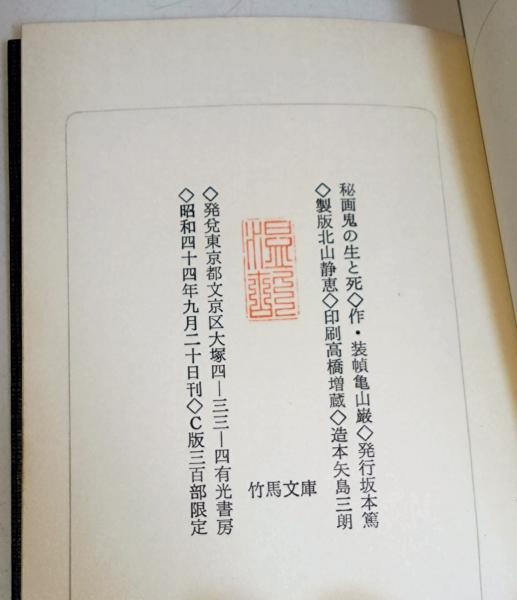 秘画鬼の生と死◇作・装幀亀山巌◇発行坂本篤
◇製版北山静恵◇印刷高橋増蔵◇造本矢島三朗
◇発兌東京都文京区大塚四―三三―四有光書房
◇昭和四十四年九月二十日刊◇C版三百部限定
竹馬文庫